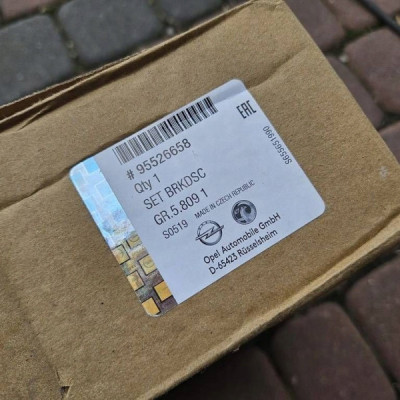 # 95526658
Qty 1
SET BRKDSC
GR.5.809 1
S0519 MADE IN CZECH REPUBLIC
Opel Automobile GmbH
D-65423 Rüsselsheim
EAC
S655651990